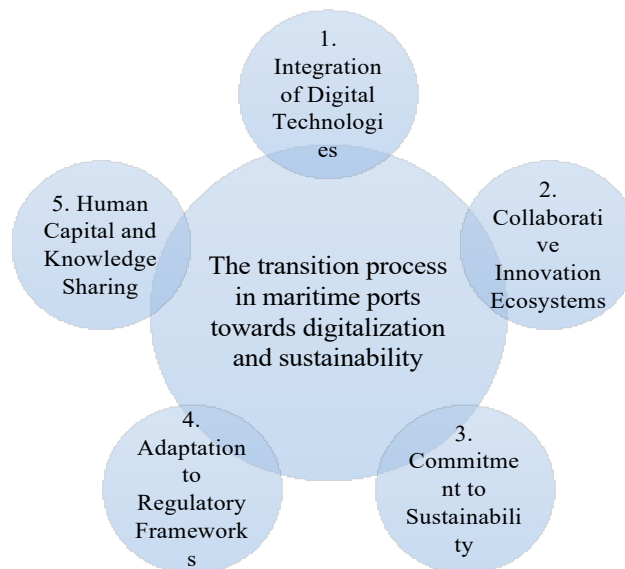 1.
Integration
of Digital
Technologi
es
2.
Collaborati
ve
Innovation
Ecosystems
3.
Commitme
nt to
Sustainabili
ty
4.
Adaptation
to
Regulatory
Framework
s
5. Human
Capital and
Knowledge
Sharing
The transition process
in maritime ports
towards digitalization
and sustainability